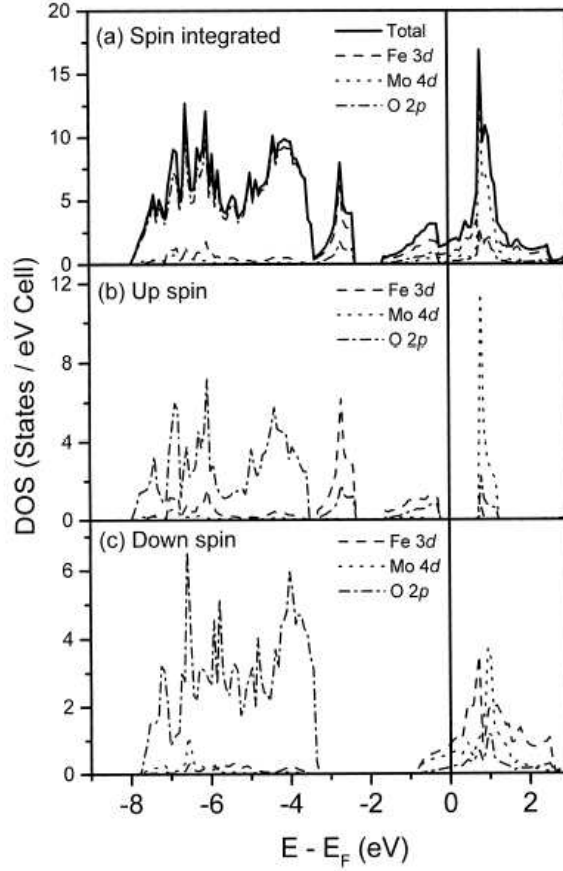 20
15
10
5
0
(a) Spin integrated
Total
Fe 3d
Mo 4d
O 2p
12
8
4
0
(b) Up spin
Fe 3d
Mo 4d
O 2p
6
4
2
0
(c) Down spin
Fe 3d
Mo 4d
O 2p
DOS (States / eV Cell)
-8 -6 -4 -2 0 2
E - E_F (eV)